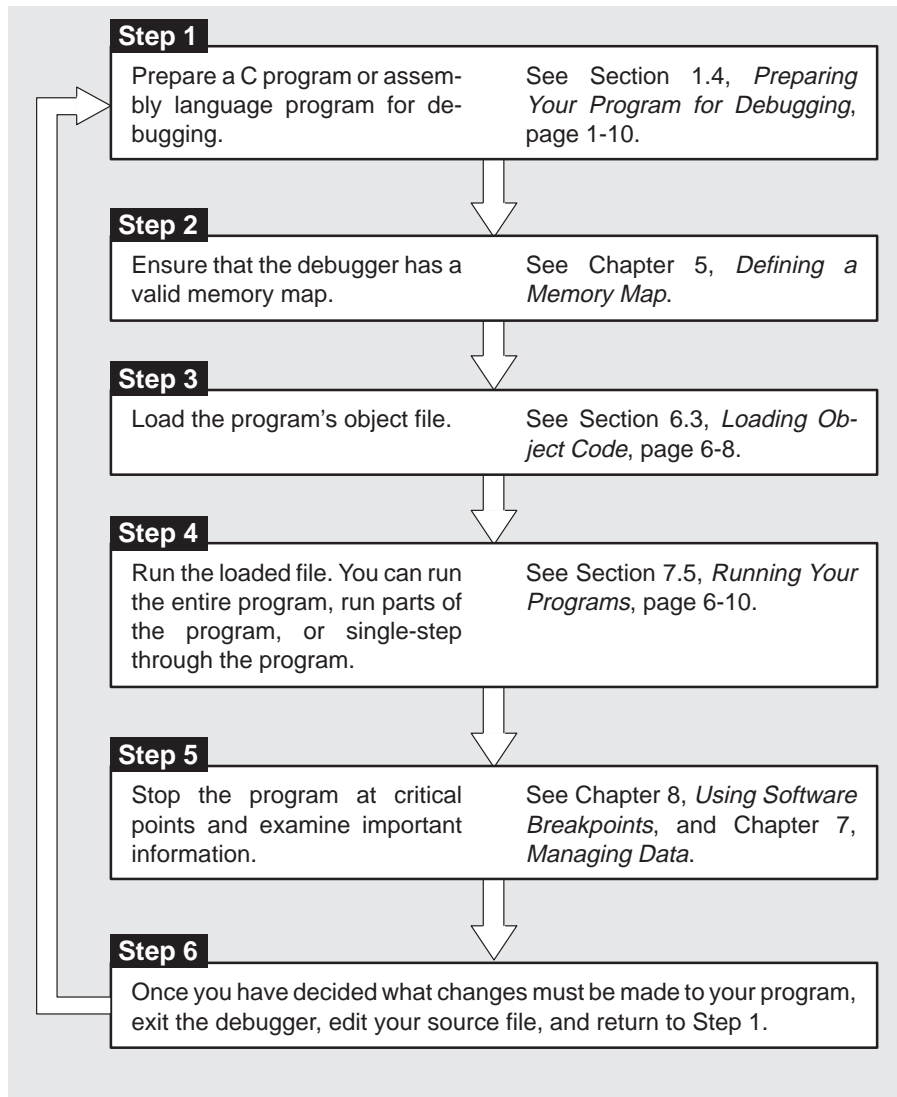 Step 1
Prepare a C program or assem-
bly language program for de-
bugging.
See Section 1.4, Preparing
Your Program for Debugging,
page 1-10.
Step 2
Ensure that the debugger has a
valid memory map.
See Chapter 5, Defining a
Memory Map.
Step 3
Load the program's object file.
See Section 6.3, Loading Ob-
ject Code, page 6-8.
Step 4
Run the loaded file. You can run
the entire program, run parts of
the program, or single-step
through the program.
See Section 7.5, Running Your
Programs, page 6-10.
Step 5
Stop the program at critical
points and examine important
information.
See Chapter 8, Using Software
Breakpoints, and Chapter 7,
Managing Data.
Step 6
Once you have decided what changes must be made to your program,
exit the debugger, edit your source file, and return to Step 1.